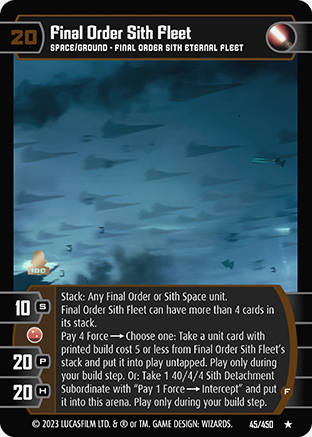 20 Final Order Sith Fleet
SPACE/GROUND - FINAL ORDER SITH ETERNAL FLEET
100
10 S
20 P
20 H
Stack: Any Final Order or Sith Space unit.
Final Order Sith Fleet can have more than 4 cards in
its stack.
Pay 4 Force → Choose one: Take a unit card with
printed build cost 5 or less from Final Order Sith Fleet's
stack and put it into play untapped. Play only during
your build step. Or: Take 1 40/4/4 Sith Detachment
Subordinate with "Pay 1 Force → Intercept" and put
it into this arena. Play only during your build step.
F
© 2023 LUCASFILM LTD. & ® or TM. GAME DESIGN: WIZARDS. 45/450 ★